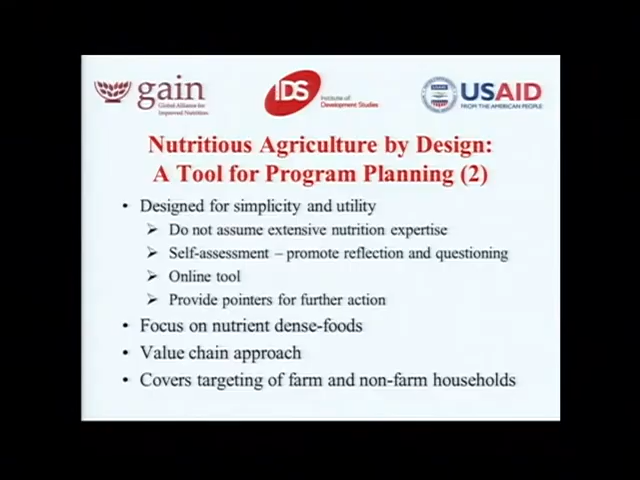 gain
Global Alliance for
Improved Nutrition
IDS
Institute of
Development Studies
USAID
FROM THE AMERICAN PEOPLE
Nutritious Agriculture by Design:
A Tool for Program Planning (2)
• Designed for simplicity and utility
➢ Do not assume extensive nutrition expertise
➢ Self-assessment – promote reflection and questioning
➢ Online tool
➢ Provide pointers for further action
• Focus on nutrient dense-foods
• Value chain approach
• Covers targeting of farm and non-farm households